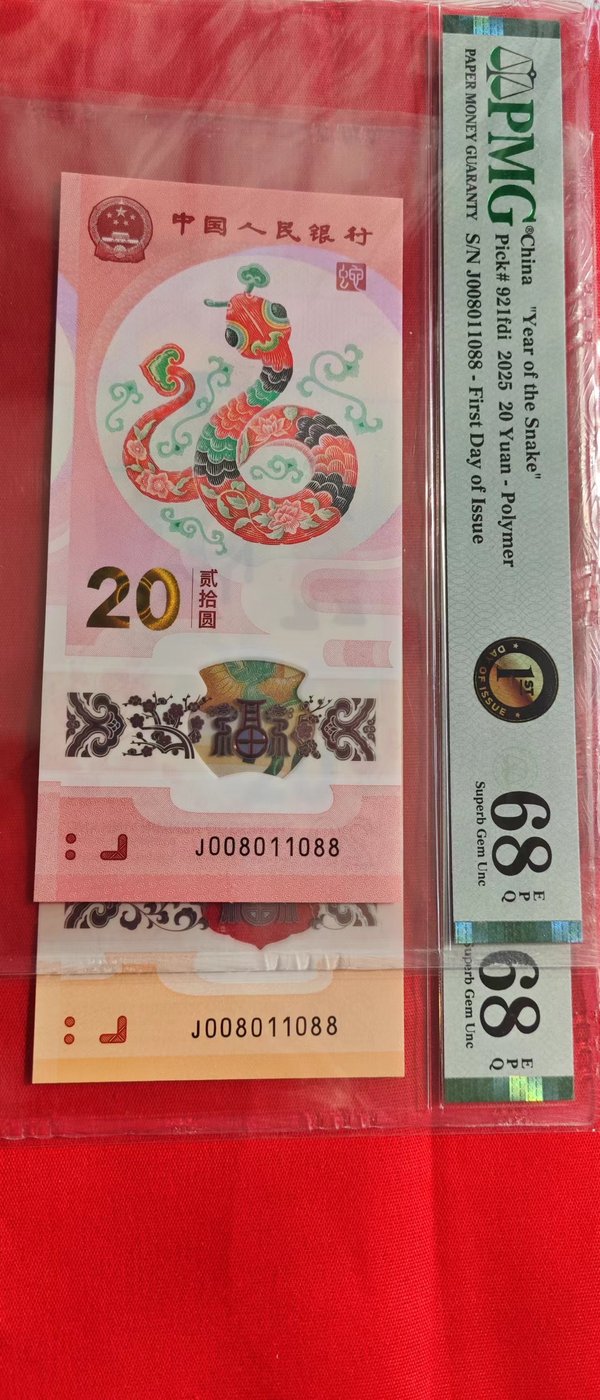 中国人民银行
蛇
20
贰拾圆
J008011088
J008011088
PMG®
PAPER MONEY GUARANTY
China "Year of the Snake"
Pick# 921fdi 2025 20 Yuan - Polymer
S/N J008011088 - First Day of Issue
1ST
DAY OF ISSUE
68 EPQ
Superb Gem Unc
68 EPQ
Superb Gem Unc